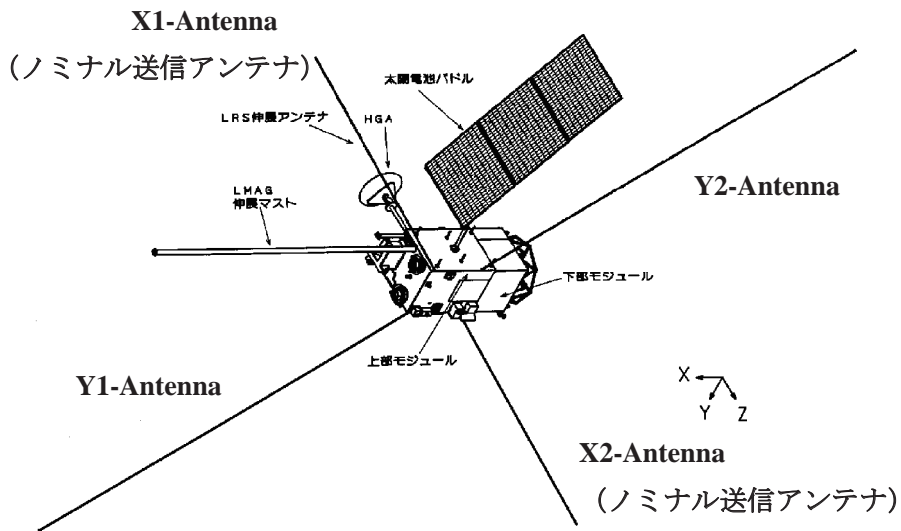 X1-Antenna
（ノミナル送信アンテナ）
太陽電池パドル
LRS伸展アンテナ
HGA
Y2-Antenna
LMAG
伸展マスト
下部モジュール
上部モジュール
Y1-Antenna
X
Y
Z
X2-Antenna
（ノミナル送信アンテナ）